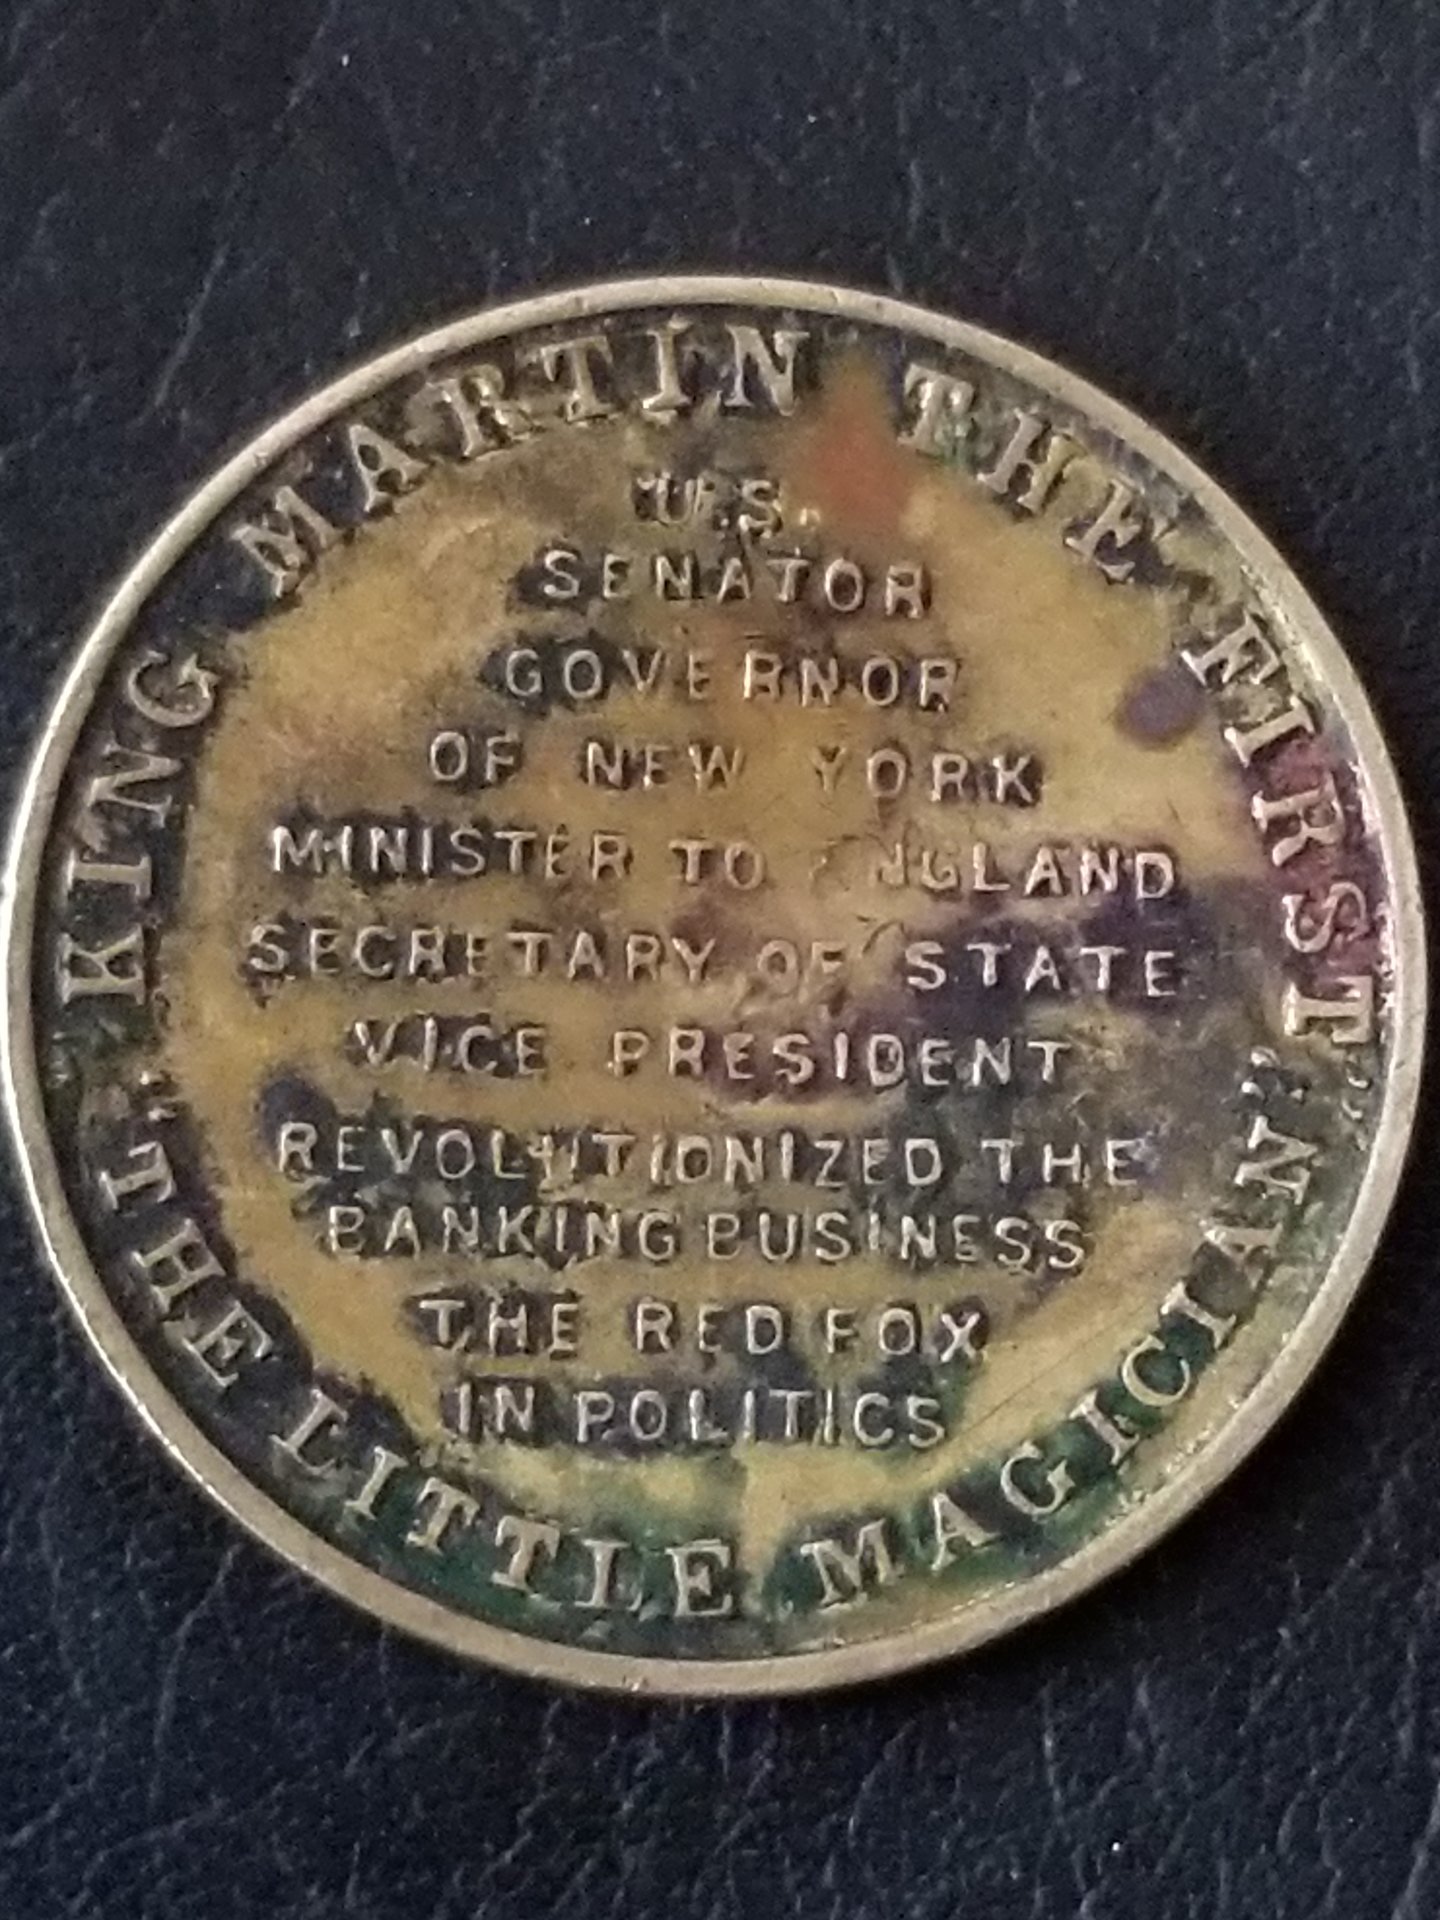 "KING MARTIN THE FIRST"
U.S.
SENATOR
GOVERNOR
OF NEW YORK
MINISTER TO ENGLAND
SECRETARY OF STATE
VICE PRESIDENT
REVOLUTIONIZED THE
BANKING BUSINESS
THE RED FOX
IN POLITICS
"THE LITTLE MAGICIAN"